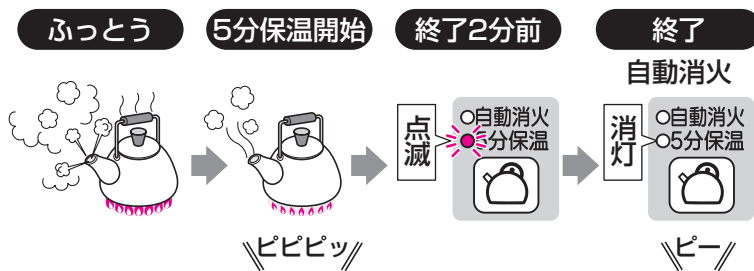 ふっとう
5分保温開始
終了2分前
終了
自動消火
点滅
○自動消火
5分保温
消灯
○自動消火
○5分保温
ピピピッ
ピー